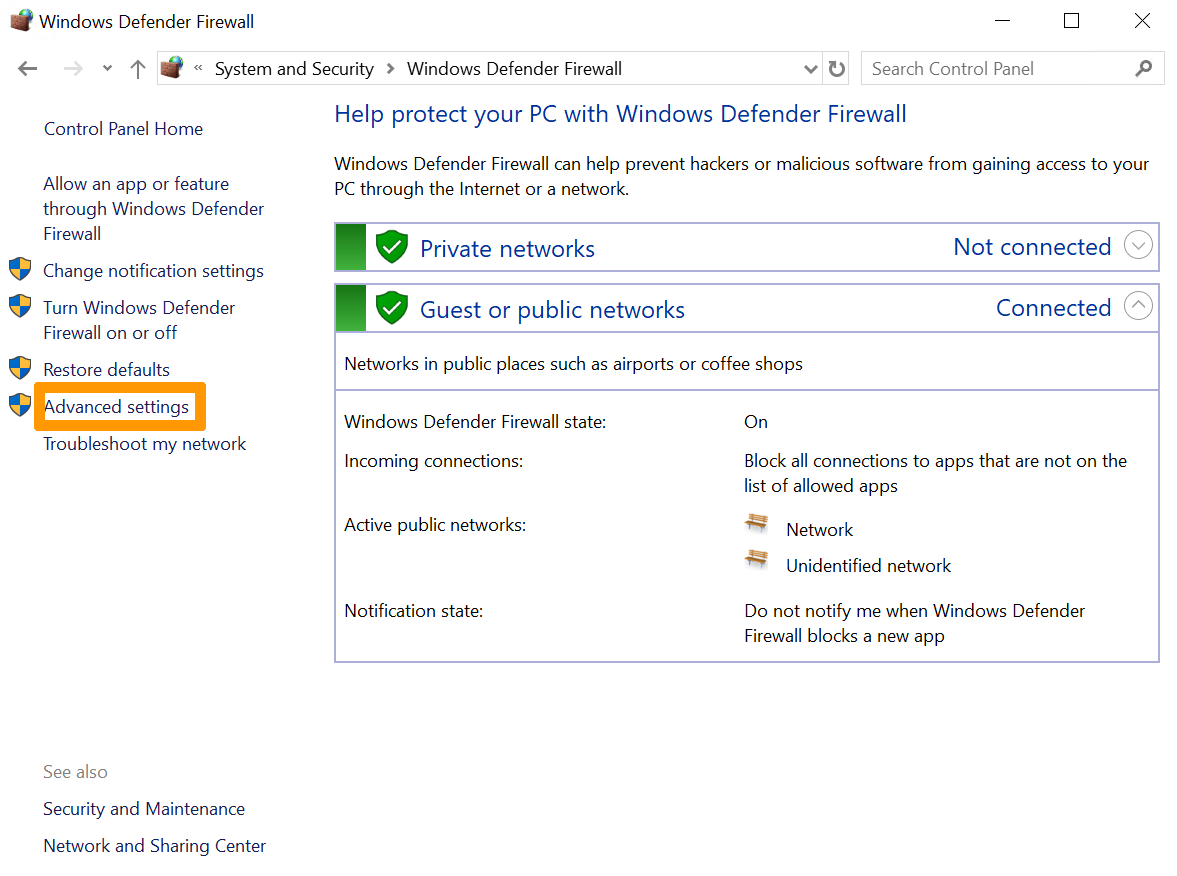 Windows Defender Firewall
« System and Security > Windows Defender Firewall
Search Control Panel
Control Panel Home
Allow an app or feature
through Windows Defender
Firewall
Change notification settings
Turn Windows Defender
Firewall on or off
Restore defaults
Advanced settings
Troubleshoot my network
See also
Security and Maintenance
Network and Sharing Center
Help protect your PC with Windows Defender Firewall
Windows Defender Firewall can help prevent hackers or malicious software from gaining access to your
PC through the Internet or a network.
Private networks Not connected
Guest or public networks Connected
Networks in public places such as airports or coffee shops
Windows Defender Firewall state: On
Incoming connections: Block all connections to apps that are not on the
list of allowed apps
Active public networks: Network
Unidentified network
Notification state: Do not notify me when Windows Defender
Firewall blocks a new app